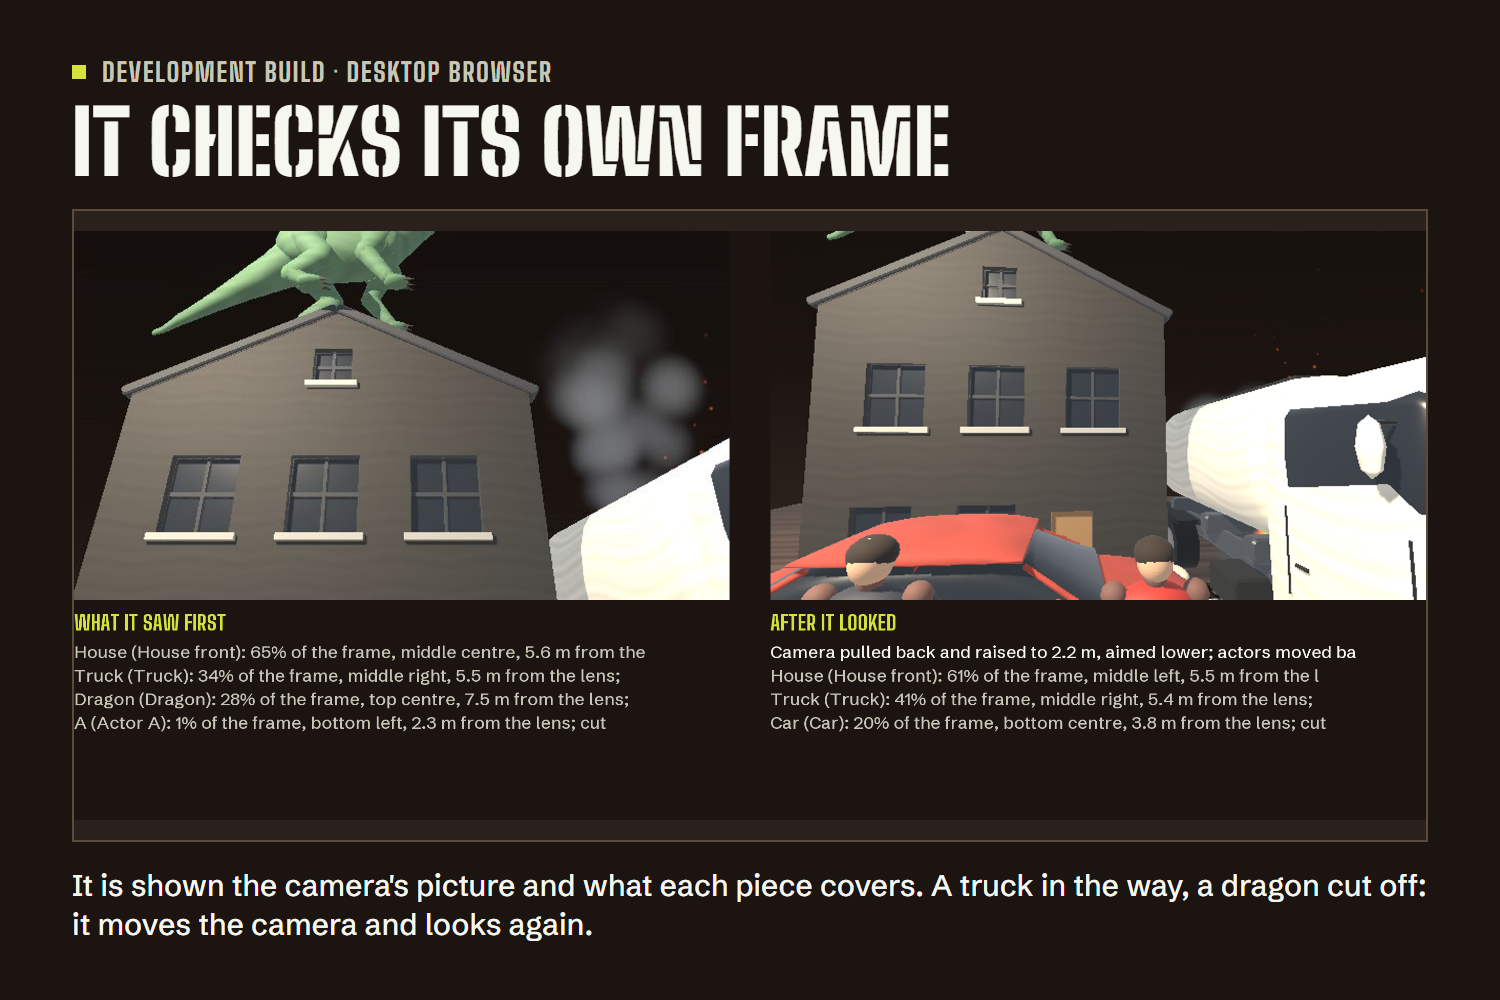 DEVELOPMENT BUILD · DESKTOP BROWSER
IT CHECKS ITS OWN FRAME
WHAT IT SAW FIRST
House (House front): 65% of the frame, middle centre, 5.6 m from the
Truck (Truck): 34% of the frame, middle right, 5.5 m from the lens;
Dragon (Dragon): 28% of the frame, top centre, 7.5 m from the lens;
A (Actor A): 1% of the frame, bottom left, 2.3 m from the lens; cut
AFTER IT LOOKED
Camera pulled back and raised to 2.2 m, aimed lower; actors moved ba
House (House front): 61% of the frame, middle left, 5.5 m from the l
Truck (Truck): 41% of the frame, middle right, 5.4 m from the lens;
Car (Car): 20% of the frame, bottom centre, 3.8 m from the lens; cut
It is shown the camera's picture and what each piece covers. A truck in the way, a dragon cut off:
it moves the camera and looks again.